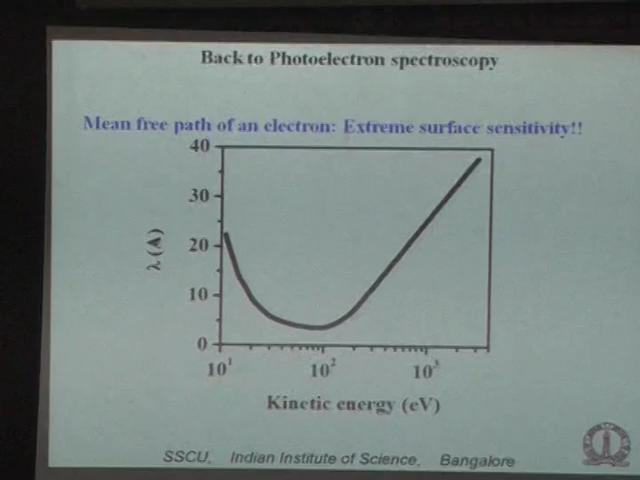 Back to Photoelectron spectroscopy
Mean free path of an electron: Extreme surface sensitivity!!
40
30
20
10
0
λ (A)
10¹ 10² 10³
Kinetic energy (eV)
SSCU, Indian Institute of Science, Bangalore